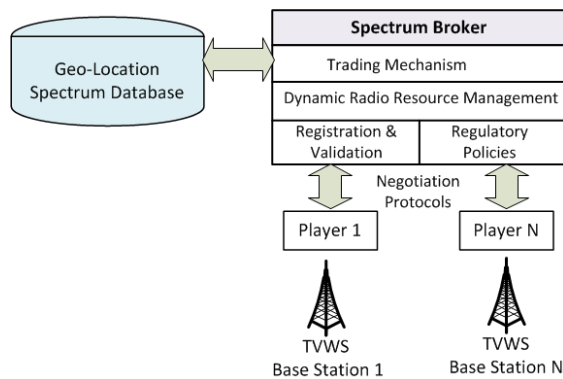 Geo-Location
Spectrum Database
Spectrum Broker
Trading Mechanism
Dynamic Radio Resource Management
Registration &
Validation
Regulatory
Policies
Negotiation
Protocols
Player 1
Player N
TVWS
Base Station 1
TVWS
Base Station N